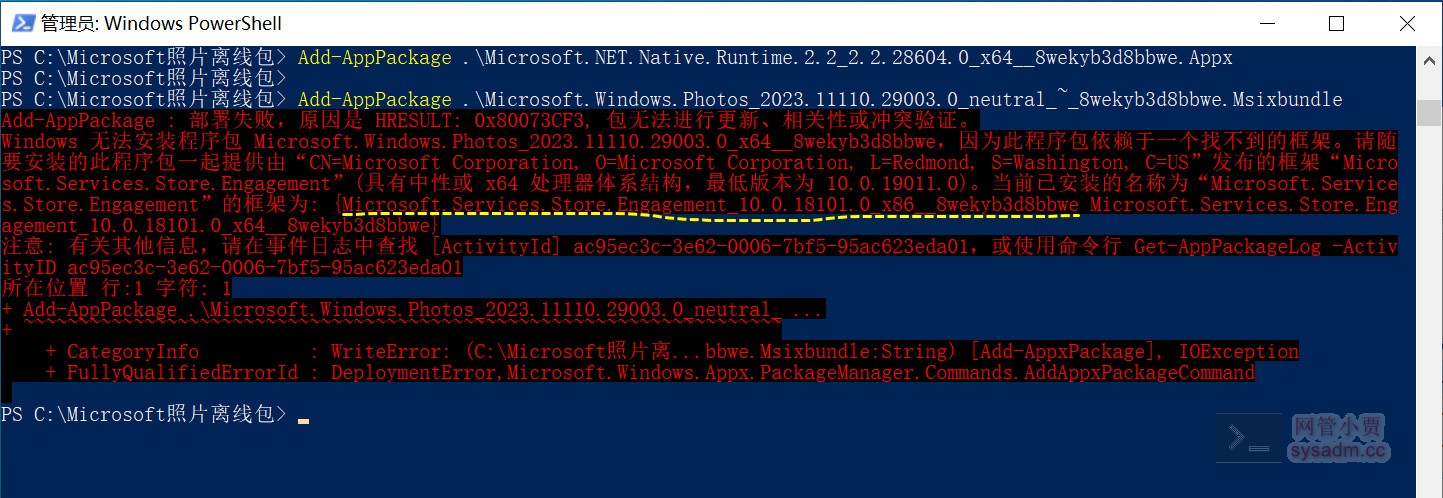 管理员: Windows PowerShell
PS C:\Microsoft照片离线包> Add-AppPackage .\Microsoft.NET.Native.Runtime.2.2_2.2.28604.0_x64__8wekyb3d8bbwe.Appx
PS C:\Microsoft照片离线包>
PS C:\Microsoft照片离线包> Add-AppPackage .\Microsoft.Windows.Photos_2023.11110.29003.0_neutral_~_8wekyb3d8bbwe.Msixbundle
Add-AppPackage : 部署失败，原因是 HRESULT: 0x80073CF3, 包无法进行更新、相关性或冲突验证。
Windows 无法安装程序包 Microsoft.Windows.Photos_2023.11110.29003.0_x64__8wekyb3d8bbwe，因为此程序包依赖于一个找不到的框架。请随
要安装的此程序包一起提供由“CN=Microsoft Corporation, O=Microsoft Corporation, L=Redmond, S=Washington, C=US”发布的框架“Micro
soft.Services.Store.Engagement”(具有中性或 x64 处理器体系结构，最低版本为 10.0.19011.0)。当前已安装的名称为“Microsoft.Service
s.Store.Engagement”的框架为: {Microsoft.Services.Store.Engagement_10.0.18101.0_x86__8wekyb3d8bbwe Microsoft.Services.Store.Eng
agement_10.0.18101.0_x64__8wekyb3d8bbwe}
注意: 有关其他信息，请在事件日志中查找 [ActivityId] ac95ec3c-3e62-0006-7bf5-95ac623eda01，或使用命令行 Get-AppPackageLog -Activ
ityID ac95ec3c-3e62-0006-7bf5-95ac623eda01
所在位置 行:1 字符: 1
+ Add-AppPackage .\Microsoft.Windows.Photos_2023.11110.29003.0_neutral_ ...
+ ~~~~~~~~~~~~~~~~~~~~~~~~~~~~~~~~~~~~~~~~~~~~~~~~~~~~~~~~~~~~~~~~~~~~~
+ CategoryInfo          : WriteError: (C:\Microsoft照片离...bbwe.Msixbundle:String) [Add-AppxPackage], IOException
+ FullyQualifiedErrorId : DeploymentError,Microsoft.Windows.Appx.PackageManager.Commands.AddAppxPackageCommand
PS C:\Microsoft照片离线包>
网管小贾
sysadm.cc